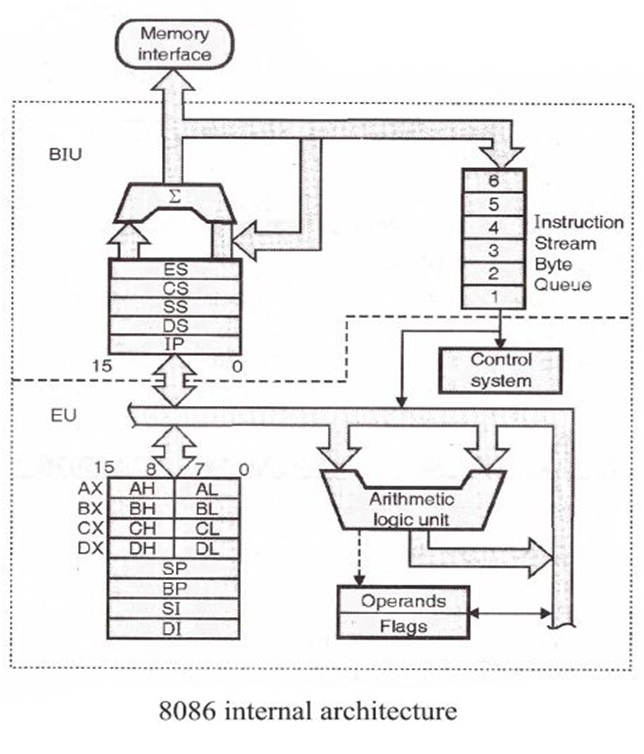 Memory
interface
BIU
Σ
6
5
4
3
2
1
Instruction
Stream
Byte
Queue
ES
CS
SS
DS
IP
15 0
Control
system
EU
15 8 7 0
AX AH AL
BX BH BL
CX CH CL
DX DH DL
SP
BP
SI
DI
Arithmetic
logic unit
Operands
Flags
8086 internal architecture